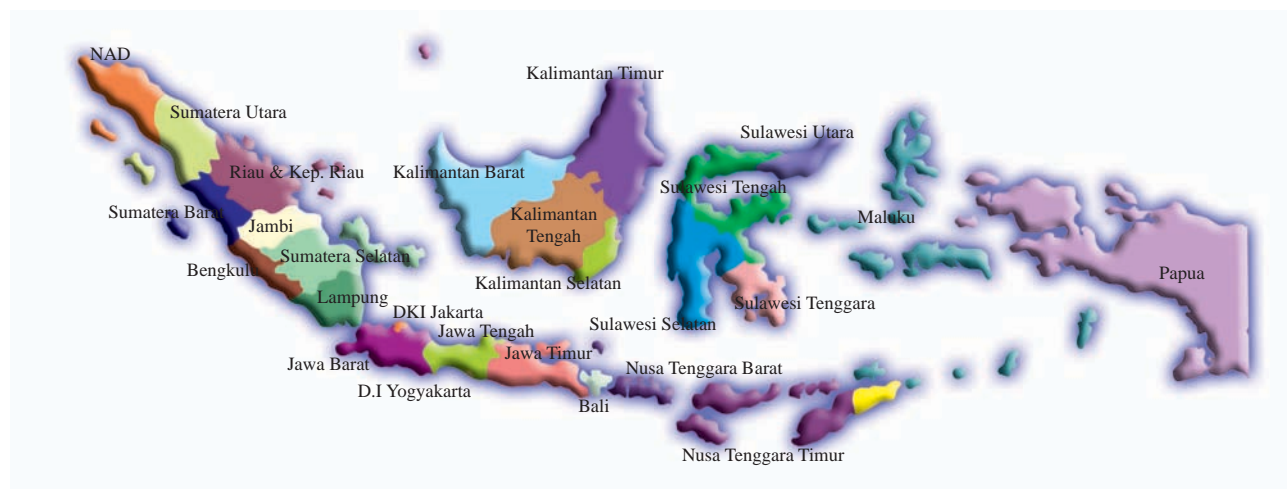 NAD
Kalimantan Timur
Sumatera Utara
Sulawesi Utara
Riau & Kep. Riau
Kalimantan Barat
Sulawesi Tengah
Sumatera Barat
Jambi
Kalimantan
Tengah
Maluku
Bengkulu
Sumatera Selatan
Papua
Kalimantan Selatan
Lampung
Sulawesi Tenggara
DKI Jakarta
Jawa Tengah
Sulawesi Selatan
Jawa Barat
Jawa Timur
Nusa Tenggara Barat
D.I Yogyakarta
Bali
Nusa Tenggara Timur